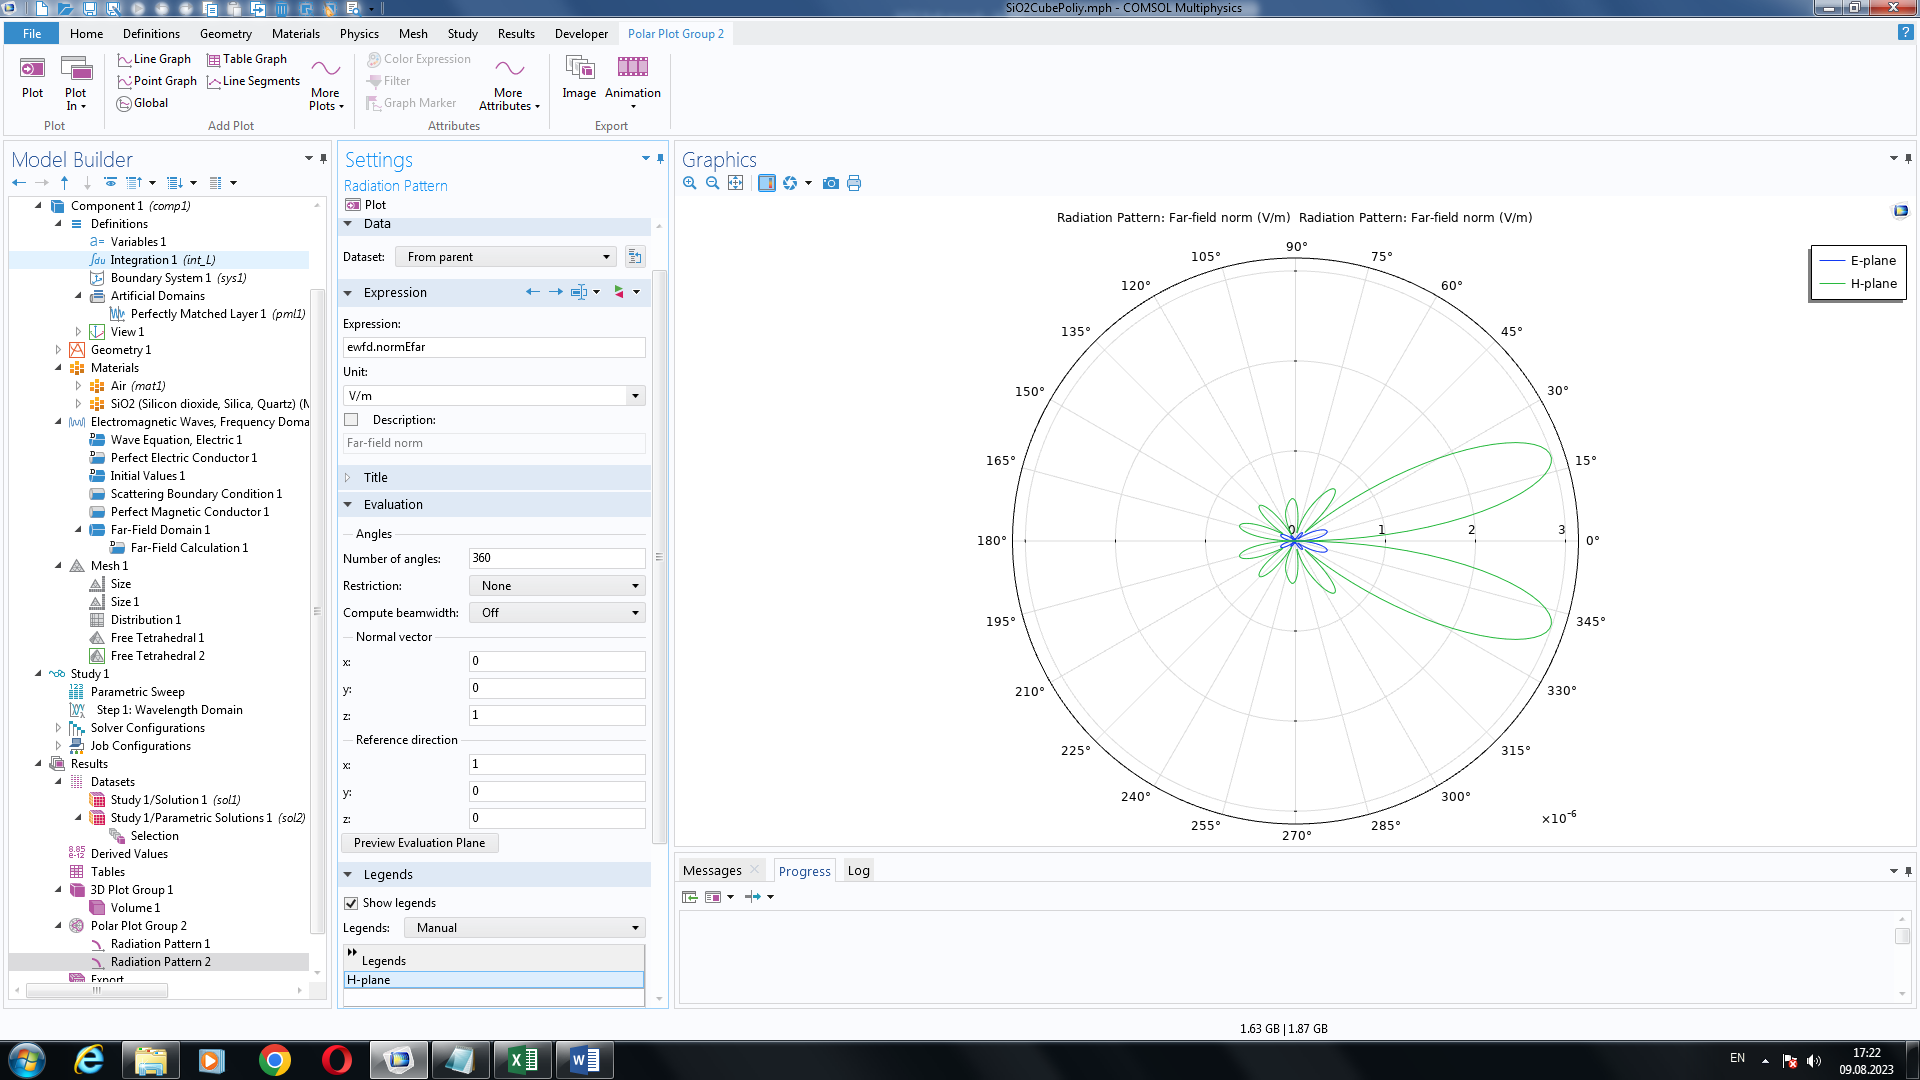 SiO2CubePoliy.mph - COMSOL Multiphysics
File Home Definitions Geometry Materials Physics Mesh Study Results Developer Polar Plot Group 2
Line Graph Table Graph Color Expression
Point Graph Line Segments Filter
Global Graph Marker
Plot Plot In More Plots More Attributes Image Animation
Plot Add Plot Attributes Export
Model Builder
Component 1 (comp1)
Definitions
a= Variables 1
Integration 1 (int_L)
Boundary System 1 (sys1)
Artificial Domains
Perfectly Matched Layer 1 (pml1)
View 1
Geometry 1
Materials
Air (mat1)
SiO2 (Silicon dioxide, Silica, Quartz) (M
Electromagnetic Waves, Frequency Doma
Wave Equation, Electric 1
Perfect Electric Conductor 1
Initial Values 1
Scattering Boundary Condition 1
Perfect Magnetic Conductor 1
Far-Field Domain 1
Far-Field Calculation 1
Mesh 1
Size
Size 1
Distribution 1
Free Tetrahedral 1
Free Tetrahedral 2
Study 1
Parametric Sweep
Step 1: Wavelength Domain
Solver Configurations
Job Configurations
Results
Datasets
Study 1/Solution 1 (sol1)
Study 1/Parametric Solutions 1 (sol2)
Selection
8.85 e-12 Derived Values
Tables
3D Plot Group 1
Volume 1
Polar Plot Group 2
Radiation Pattern 1
Radiation Pattern 2
Export
Settings
Radiation Pattern
Plot
Data
Dataset: From parent
Expression
Expression:
ewfd.normEfar
Unit:
V/m
Description:
Far-field norm
Title
Evaluation
Angles
Number of angles: 360
Restriction: None
Compute beamwidth: Off
Normal vector
x: 0
y: 0
z: 1
Reference direction
x: 1
y: 0
z: 0
Preview Evaluation Plane
Legends
Show legends
Legends: Manual
Legends
H-plane
Graphics
Radiation Pattern: Far-field norm (V/m) Radiation Pattern: Far-field norm (V/m)
E-plane
H-plane
90°
105° 75°
120° 60°
135° 45°
150° 30°
165° 15°
0 1 2 3
180° 0°
195° 345°
210° 330°
225° 315°
240° 300°
255° 270° 285°
×10-6
Messages Progress Log
1.63 GB | 1.87 GB
EN 17:22
09.08.2023